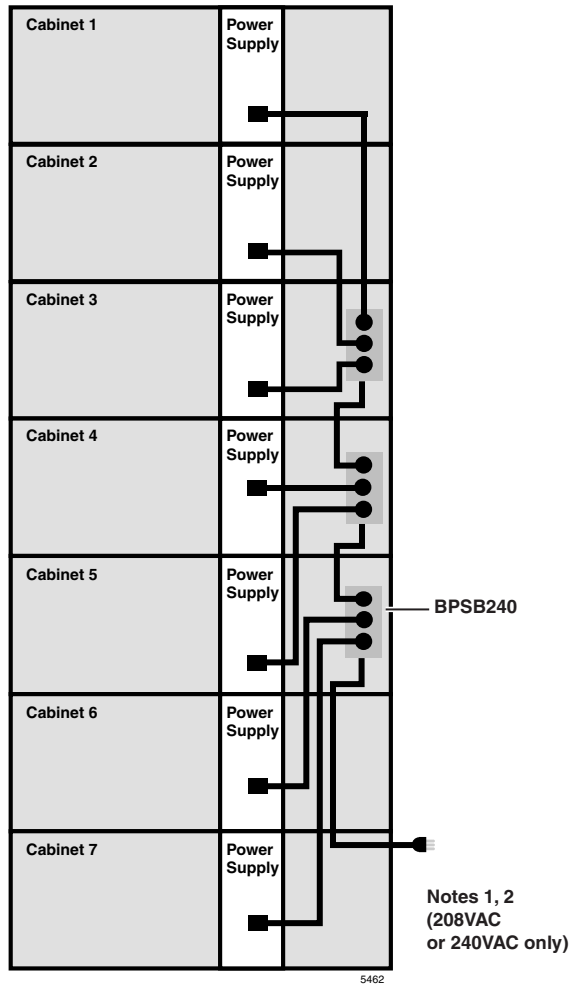 Cabinet 1
Power
Supply
Cabinet 2
Power
Supply
Cabinet 3
Power
Supply
Cabinet 4
Power
Supply
Cabinet 5
Power
Supply
BPSB240
Cabinet 6
Power
Supply
Cabinet 7
Power
Supply
Notes 1, 2
(208VAC
or 240VAC only)
5462